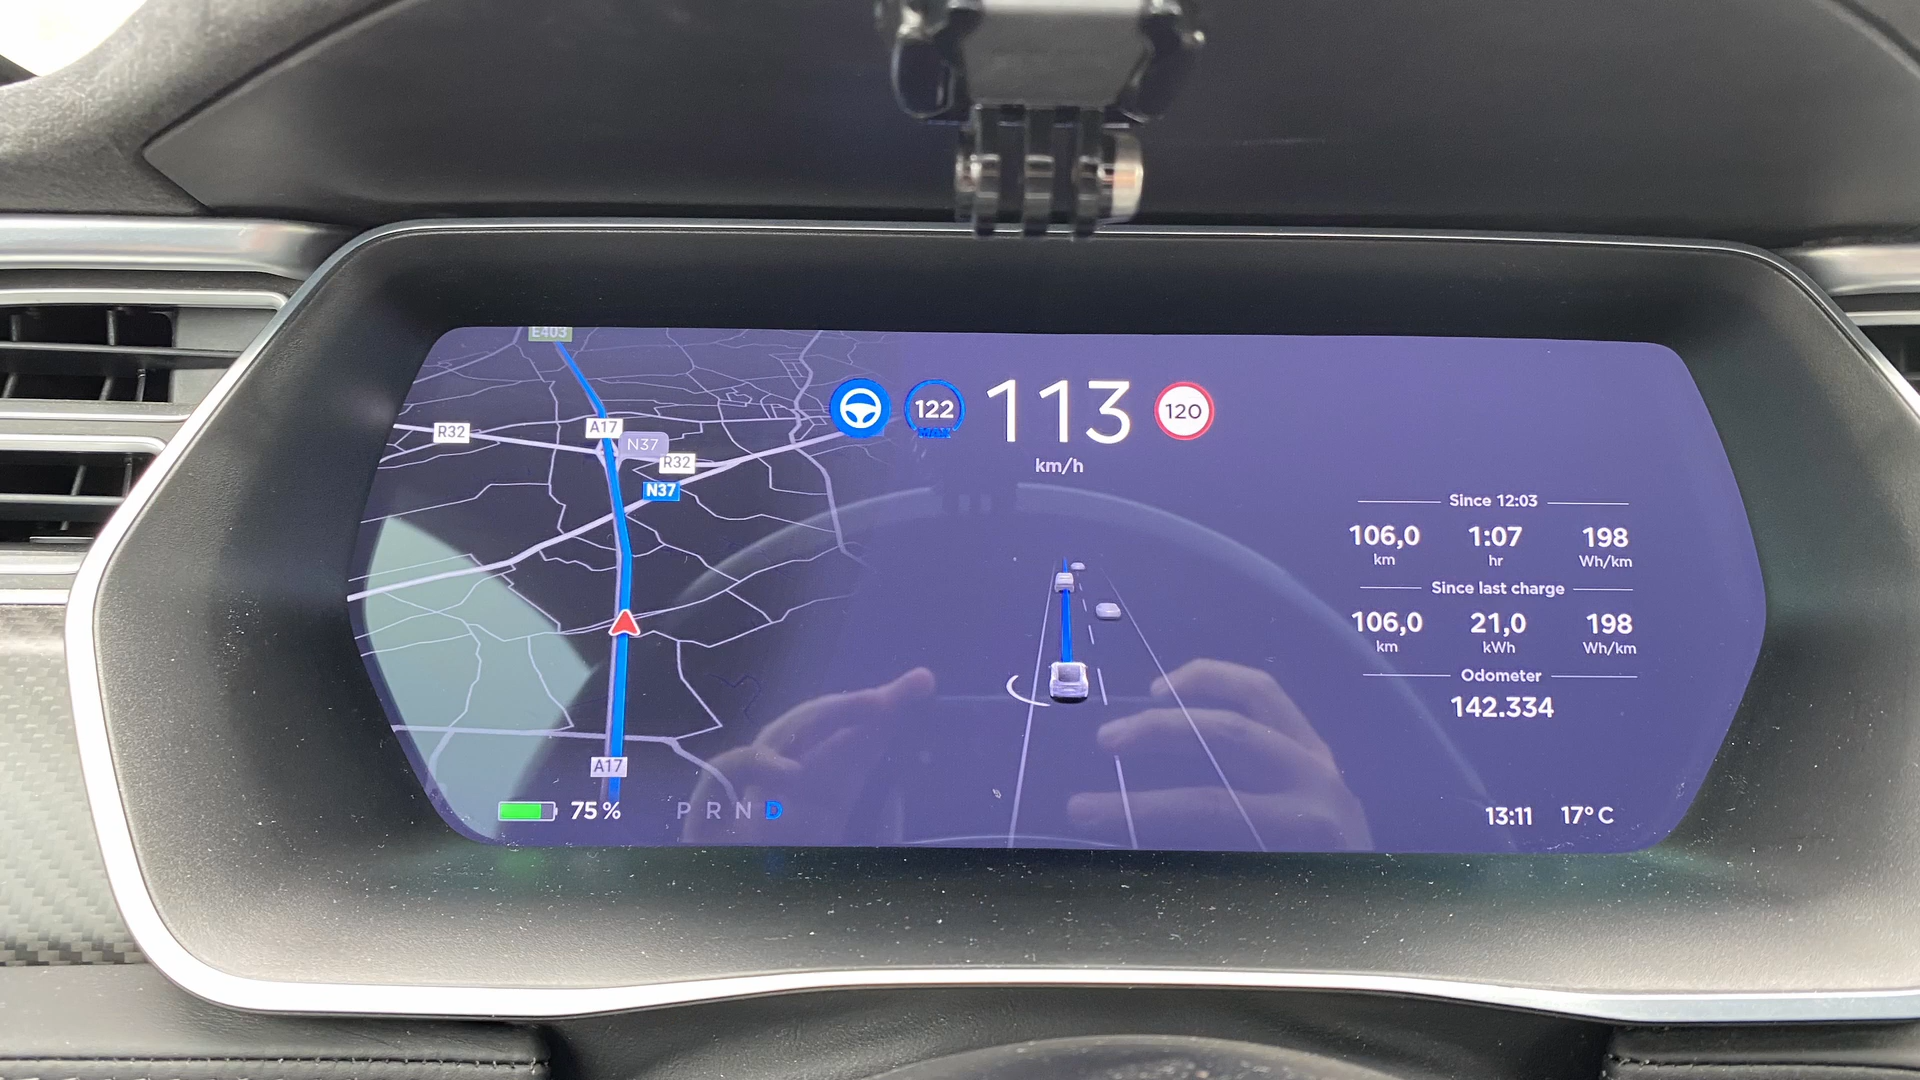 E403
R32
A17
N37
R32
N37
A17
75 %
P R N D
122
MAX
113
km/h
120
Since 12:03
106,0 1:07 198
km hr Wh/km
Since last charge
106,0 21,0 198
km kWh Wh/km
Odometer
142.334
13:11 17° C